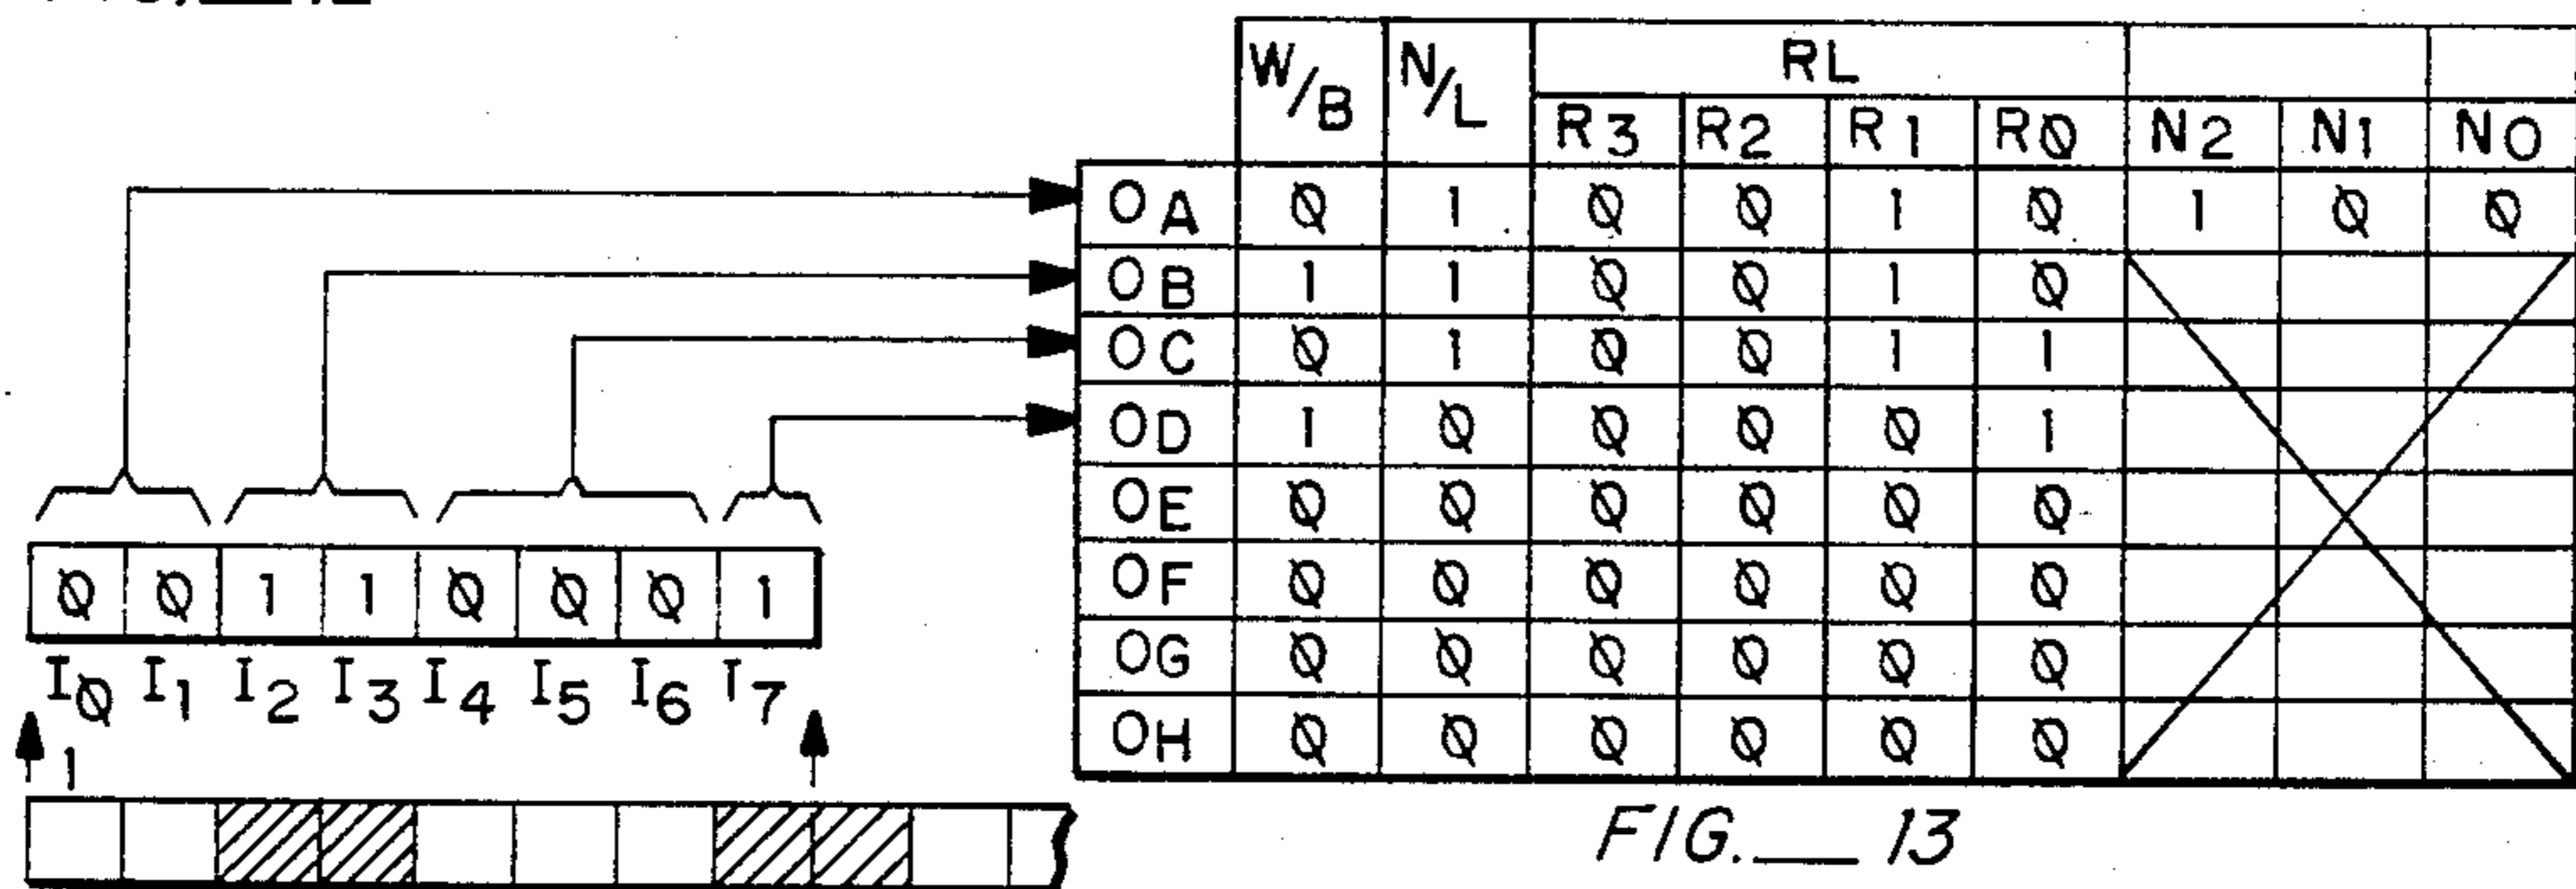 W/B N/L RL
R3 R2 R1 RØ N2 N1 NO
OA Ø 1 Ø Ø 1 Ø 1 Ø Ø
OB 1 1 Ø Ø 1 Ø
OC Ø 1 Ø Ø 1 1
OD 1 Ø Ø Ø Ø 1
OE Ø Ø Ø Ø Ø Ø
OF Ø Ø Ø Ø Ø Ø
OG Ø Ø Ø Ø Ø Ø
OH Ø Ø Ø Ø Ø Ø
Ø Ø 1 1 Ø Ø Ø 1
IØ I1 I2 I3 I4 I5 I6 I7
1
FIG. 13